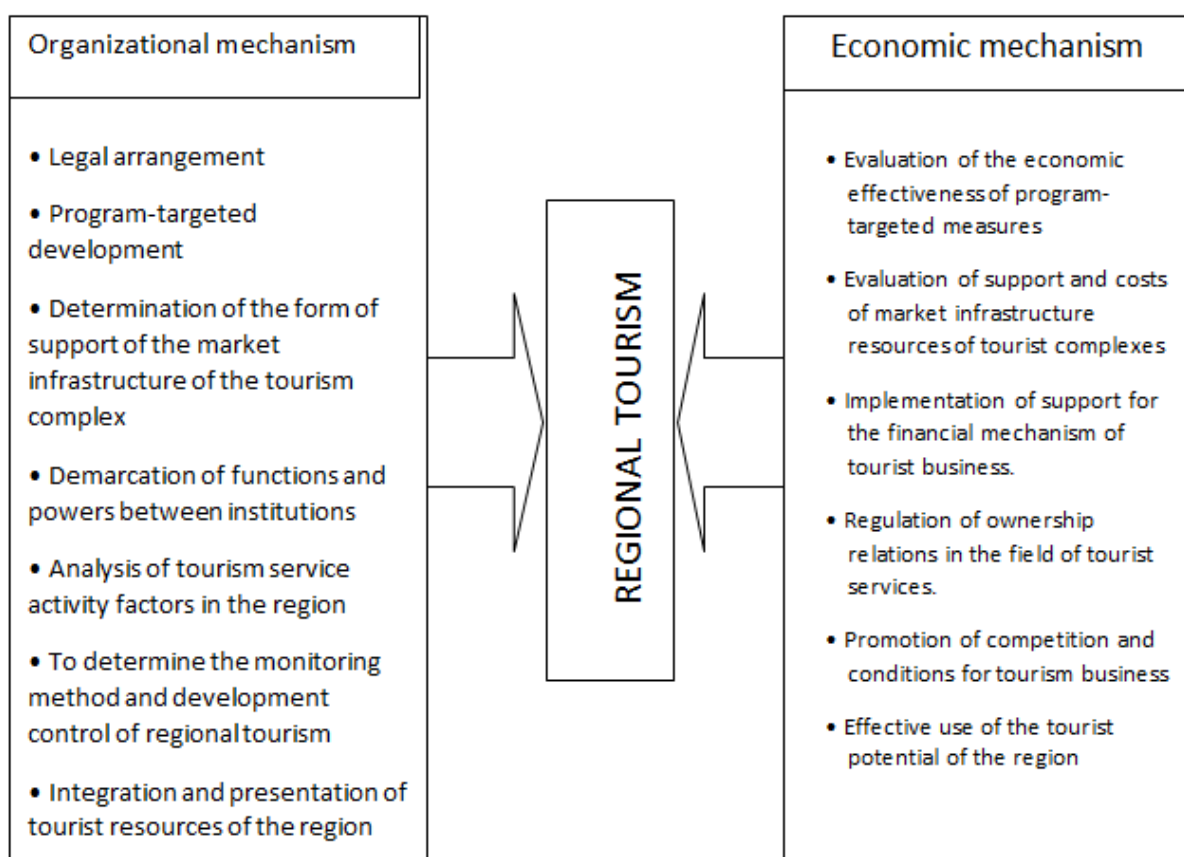 Organizational mechanism
• Legal arrangement
• Program-targeted
development
• Determination of the form of
support of the market
infrastructure of the tourism
complex
• Demarcation of functions and
powers between institutions
• Analysis of tourism service
activity factors in the region
• To determine the monitoring
method and development
control of regional tourism
• Integration and presentation of
tourist resources of the region
REGIONAL TOURISM
Economic mechanism
• Evaluation of the economic
effectiveness of program-
targeted measures
• Evaluation of support and costs
of market infrastructure
resources of tourist complexes
• Implementation of support for
the financial mechanism of
tourist business.
• Regulation of ownership
relations in the field of tourist
services.
• Promotion of competition and
conditions for tourism business
• Effective use of the tourist
potential of the region